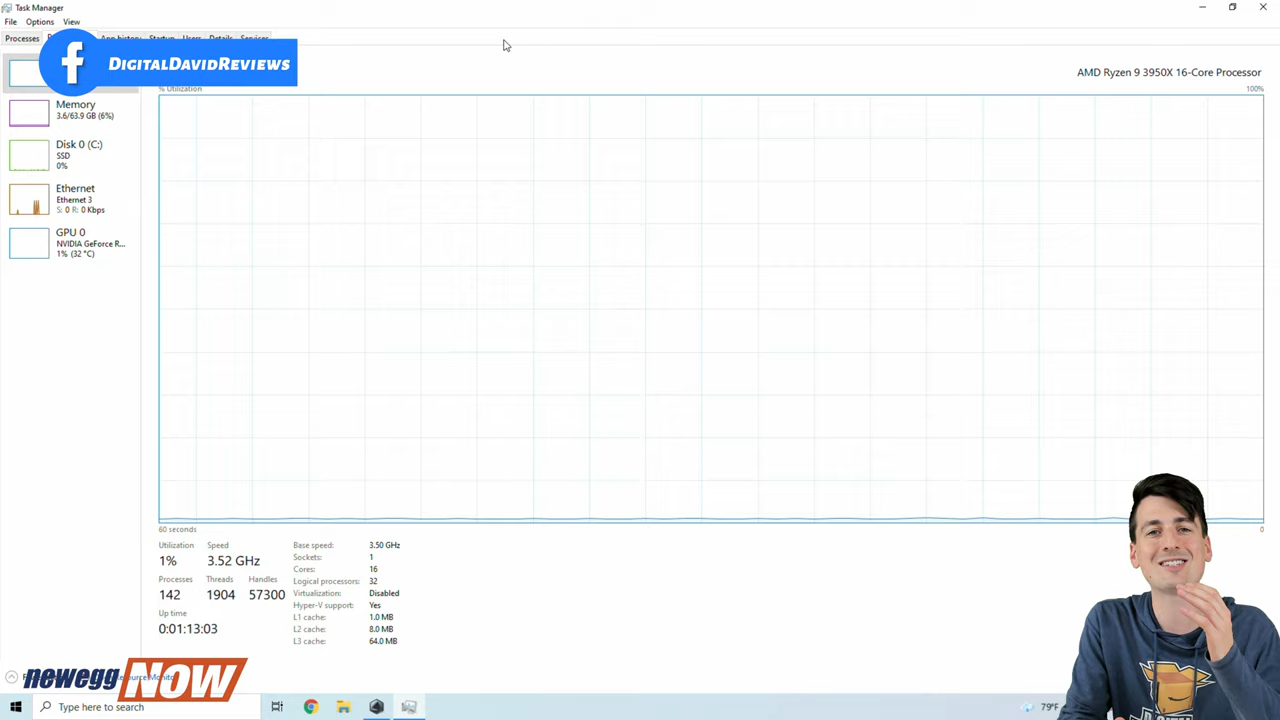 Task Manager
File Options View
Processes App history Startup Users Details Services
DigitalDavidReviews
AMD Ryzen 9 3950X 16-Core Processor
% Utilization 100%
Memory
3.6/63.9 GB (6%)
Disk 0 (C:)
SSD
0%
Ethernet
Ethernet 3
S: 0 R: 0 Kbps
GPU 0
NVIDIA GeForce R...
1% (32 °C)
60 seconds 0
Utilization Speed
1% 3.52 GHz
Processes Threads Handles
142 1904 57300
Up time
0:01:13:03
Base speed: 3.50 GHz
Sockets: 1
Cores: 16
Logical processors: 32
Virtualization: Disabled
Hyper-V support: Yes
L1 cache: 1.0 MB
L2 cache: 8.0 MB
L3 cache: 64.0 MB
newegg NOW
Type here to search
79°F